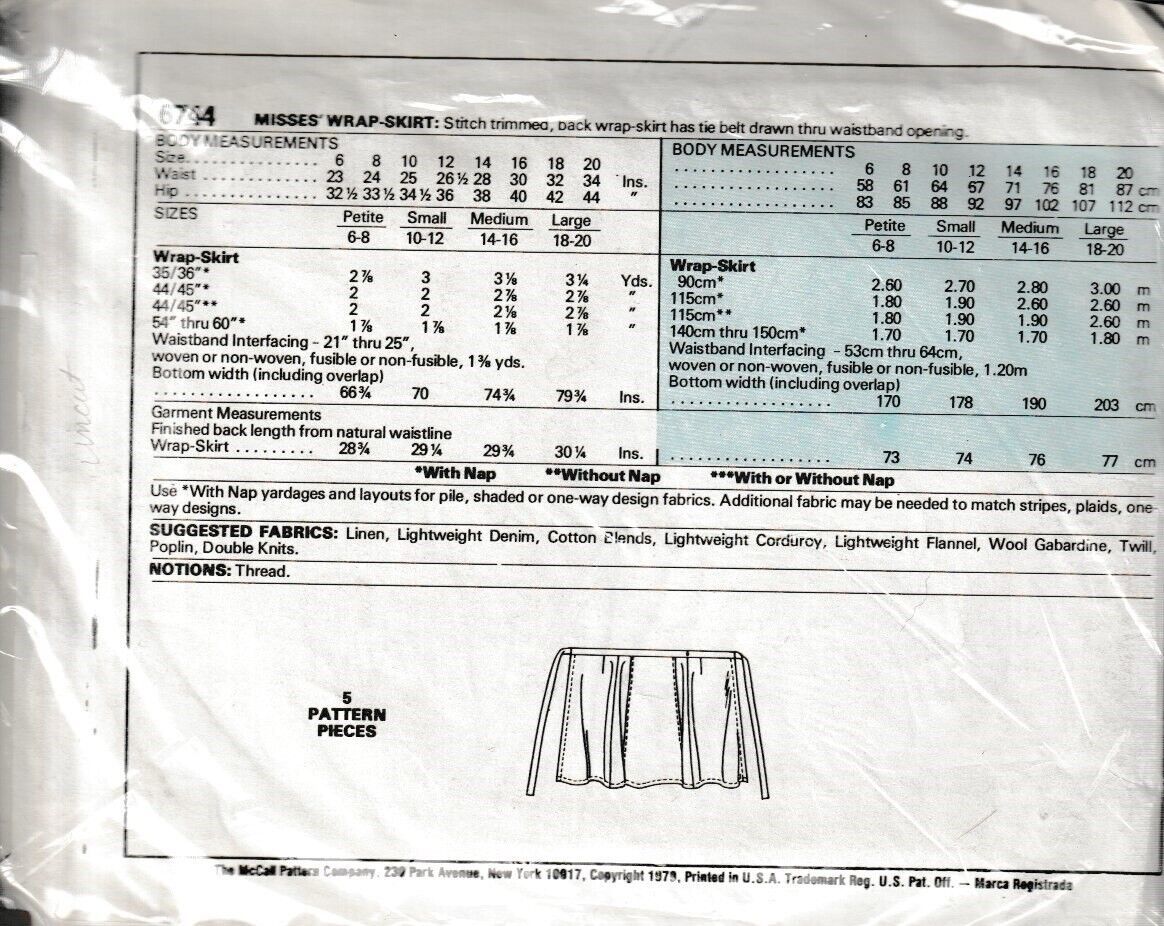 6744 MISSES' WRAP-SKIRT: Stitch trimmed, back wrap-skirt has tie belt drawn thru waistband opening.
BODY MEASUREMENTS
Size............... 6 8 10 12 14 16 18 20
Waist ............. 23 24 25 26½ 28 30 32 34 Ins.
Hip ............... 32½ 33½ 34½ 36 38 40 42 44 "
SIZES Petite Small Medium Large
6-8 10-12 14-16 18-20
Wrap-Skirt
35/36"* 2⅞ 3 3⅛ 3¼ Yds.
44/45"* 2 2 2⅞ 2⅞ "
44/45"** 2 2 2⅛ 2⅞ "
54" thru 60"* 1⅞ 1⅞ 1⅞ 1⅞ "
Waistband Interfacing - 21" thru 25",
woven or non-woven, fusible or non-fusible, 1⅜ yds.
Bottom width (including overlap)
.................. 66¾ 70 74¾ 79¾ Ins.
Garment Measurements
Finished back length from natural waistline
Wrap-Skirt ......... 28¾ 29¼ 29¾ 30¼ Ins.
BODY MEASUREMENTS
.................. 6 8 10 12 14 16 18 20
.................. 58 61 64 67 71 76 81 87 cm
.................. 83 85 88 92 97 102 107 112 cm
Petite Small Medium Large
6-8 10-12 14-16 18-20
Wrap-Skirt
90cm* 2.60 2.70 2.80 3.00 m
115cm* 1.80 1.90 2.60 2.60 m
115cm** 1.80 1.90 1.90 2.60 m
140cm thru 150cm* 1.70 1.70 1.70 1.80 m
Waistband Interfacing - 53cm thru 64cm,
woven or non-woven, fusible or non-fusible, 1.20m
Bottom width (including overlap)
.................. 170 178 190 203 cm
.................. 73 74 76 77 cm
*With Nap **Without Nap ***With or Without Nap
Use *With Nap yardages and layouts for pile, shaded or one-way design fabrics. Additional fabric may be needed to match stripes, plaids, one-
way designs.
SUGGESTED FABRICS: Linen, Lightweight Denim, Cotton Blends, Lightweight Corduroy, Lightweight Flannel, Wool Gabardine, Twill,
Poplin, Double Knits.
NOTIONS: Thread.
uncut
5
PATTERN
PIECES
The McCall Pattern Company, 230 Park Avenue, New York 10017, Copyright 1979, Printed in U.S.A. Trademark Reg. U.S. Pat. Off. — Marca Registrada